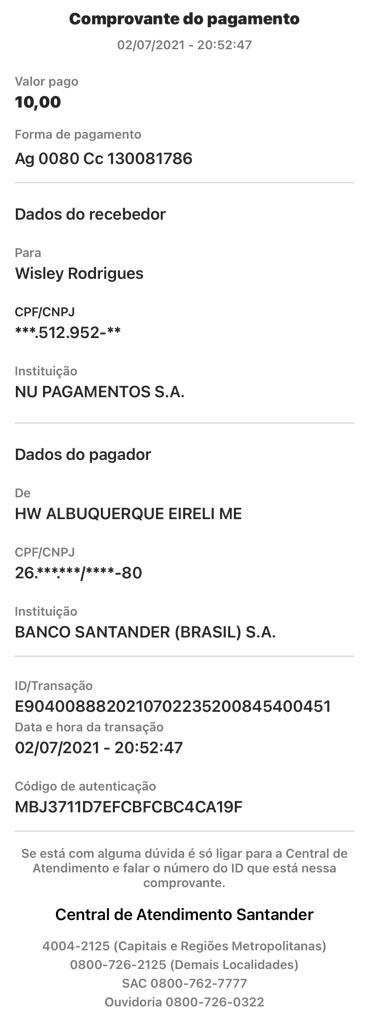 Comprovante do pagamento
02/07/2021 - 20:52:47
Valor pago
10,00
Forma de pagamento
Ag 0080 Cc 130081786
Dados do recebedor
Para
Wisley Rodrigues
CPF/CNPJ
***.512.952-**
Instituição
NU PAGAMENTOS S.A.
Dados do pagador
De
HW ALBUQUERQUE EIRELI ME
CPF/CNPJ
26.***.***/****-80
Instituição
BANCO SANTANDER (BRASIL) S.A.
ID/Transação
E90400888202107022352008454​00451
Data e hora da transação
02/07/2021 - 20:52:47
Código de autenticação
MBJ3711D7EFCBFCBC4CA19F
Se está com alguma dúvida é só ligar para a Central de
Atendimento e falar o número do ID que está nessa
comprovante.
Central de Atendimento Santander
4004-2125 (Capitais e Regiões Metropolitanas)
0800-726-2125 (Demais Localidades)
SAC 0800-762-7777
Ouvidoria 0800-726-0322